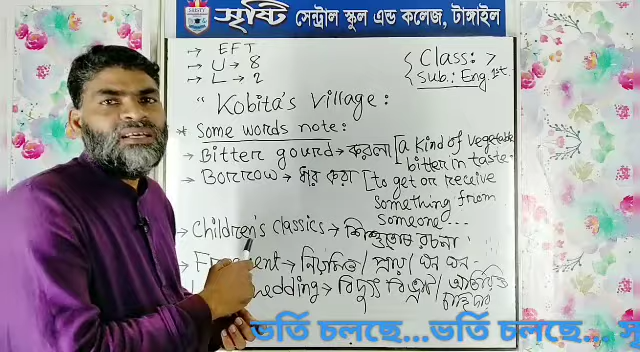 SRISTY
সৃষ্টি সেন্ট্রাল স্কুল এন্ড কলেজ, টাঙ্গাইল
→ EFT
→ U → 8
→ L → 2
Class: 7
Sub: Eng. 1st.
"Kobita's Village:
* Some words note:
→ Bitter gourd → করলা [a kind of vegetable
bitter in taste.
→ Borrow → ধার করা [to get or receive
something from
someone...
→ Children's classics → শিশুতোষ রচনা
→ → নিয়মিত/ প্রায়/ ঘন ঘন
→ → বিদ্যুৎ
ভর্তি চলছে...ভর্তি চলছে...